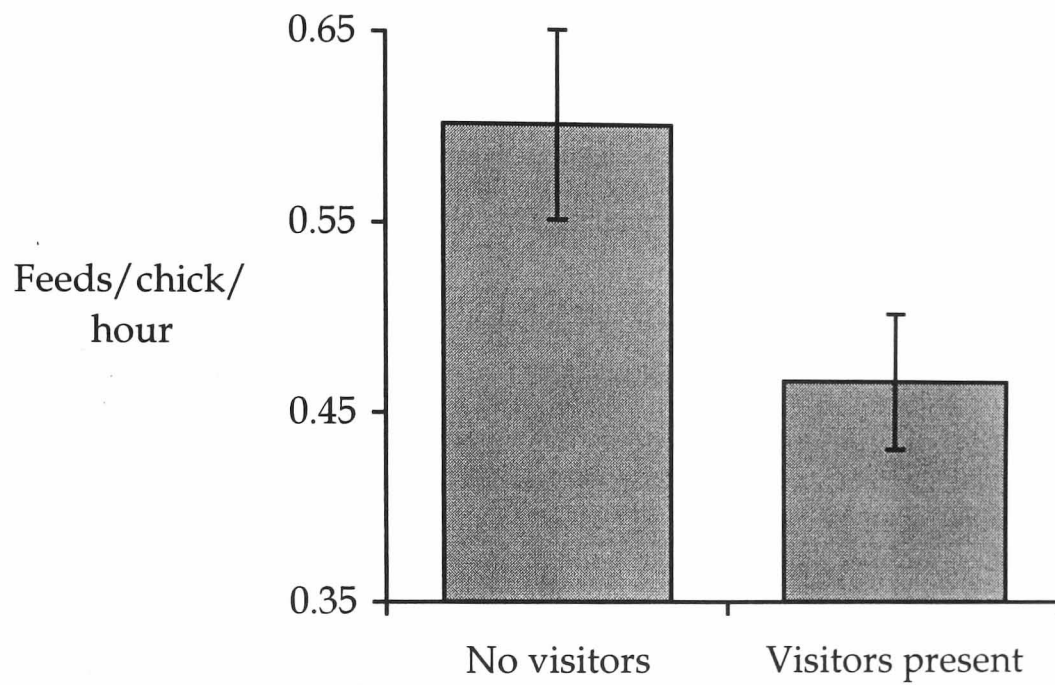 0.65
0.55
Feeds/chick/
hour
0.45
0.35
No visitors
Visitors present